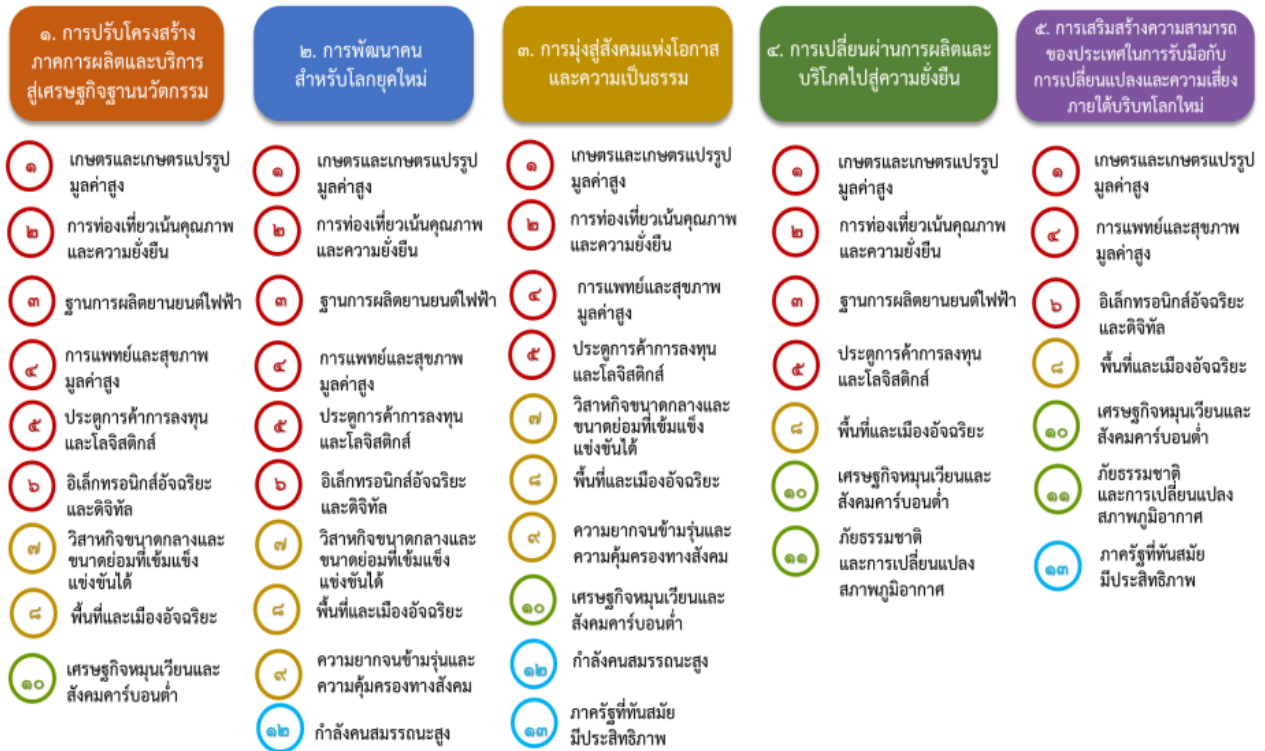 ๑. การปรับโครงสร้าง
ภาคการผลิตและบริการ
สู่เศรษฐกิจฐานนวัตกรรม
๑
เกษตรและเกษตรแปรรูป
มูลค่าสูง
๒
การท่องเที่ยวเน้นคุณภาพ
และความยั่งยืน
๓
ฐานการผลิตยานยนต์ไฟฟ้า
๔
การแพทย์และสุขภาพ
มูลค่าสูง
๕
ประตูการค้าการลงทุน
และโลจิสติกส์
๖
อิเล็กทรอนิกส์อัจฉริยะ
และดิจิทัล
๗
วิสาหกิจขนาดกลางและ
ขนาดย่อมที่เข้มแข็ง
แข่งขันได้
๘
พื้นที่และเมืองอัจฉริยะ
๑๐
เศรษฐกิจหมุนเวียนและ
สังคมคาร์บอนต่ำ
๒. การพัฒนาคน
สำหรับโลกยุคใหม่
๑
เกษตรและเกษตรแปรรูป
มูลค่าสูง
๒
การท่องเที่ยวเน้นคุณภาพ
และความยั่งยืน
๓
ฐานการผลิตยานยนต์ไฟฟ้า
๔
การแพทย์และสุขภาพ
มูลค่าสูง
๕
ประตูการค้าการลงทุน
และโลจิสติกส์
๖
อิเล็กทรอนิกส์อัจฉริยะ
และดิจิทัล
๗
วิสาหกิจขนาดกลางและ
ขนาดย่อมที่เข้มแข็ง
แข่งขันได้
๘
พื้นที่และเมืองอัจฉริยะ
๙
ความยากจนข้ามรุ่นและ
ความคุ้มครองทางสังคม
๑๒
กำลังคนสมรรถนะสูง
๓. การมุ่งสู่สังคมแห่งโอกาส
และความเป็นธรรม
๑
เกษตรและเกษตรแปรรูป
มูลค่าสูง
๒
การท่องเที่ยวเน้นคุณภาพ
และความยั่งยืน
๔
การแพทย์และสุขภาพ
มูลค่าสูง
๕
ประตูการค้าการลงทุน
และโลจิสติกส์
๗
วิสาหกิจขนาดกลางและ
ขนาดย่อมที่เข้มแข็ง
แข่งขันได้
๘
พื้นที่และเมืองอัจฉริยะ
๙
ความยากจนข้ามรุ่นและ
ความคุ้มครองทางสังคม
๑๐
เศรษฐกิจหมุนเวียนและ
สังคมคาร์บอนต่ำ
๑๒
กำลังคนสมรรถนะสูง
๑๓
ภาครัฐที่ทันสมัย
มีประสิทธิภาพ
๔. การเปลี่ยนผ่านการผลิตและ
บริโภคไปสู่ความยั่งยืน
๑
เกษตรและเกษตรแปรรูป
มูลค่าสูง
๒
การท่องเที่ยวเน้นคุณภาพ
และความยั่งยืน
๓
ฐานการผลิตยานยนต์ไฟฟ้า
๕
ประตูการค้าการลงทุน
และโลจิสติกส์
๘
พื้นที่และเมืองอัจฉริยะ
๑๐
เศรษฐกิจหมุนเวียนและ
สังคมคาร์บอนต่ำ
๑๑
ภัยธรรมชาติ
และการเปลี่ยนแปลง
สภาพภูมิอากาศ
๕. การเสริมสร้างความสามารถ
ของประเทศในการรับมือกับ
การเปลี่ยนแปลงและความเสี่ยง
ภายใต้บริบทโลกใหม่
๑
เกษตรและเกษตรแปรรูป
มูลค่าสูง
๔
การแพทย์และสุขภาพ
มูลค่าสูง
๖
อิเล็กทรอนิกส์อัจฉริยะ
และดิจิทัล
๘
พื้นที่และเมืองอัจฉริยะ
๑๐
เศรษฐกิจหมุนเวียนและ
สังคมคาร์บอนต่ำ
๑๑
ภัยธรรมชาติ
และการเปลี่ยนแปลง
สภาพภูมิอากาศ
๑๓
ภาครัฐที่ทันสมัย
มีประสิทธิภาพ